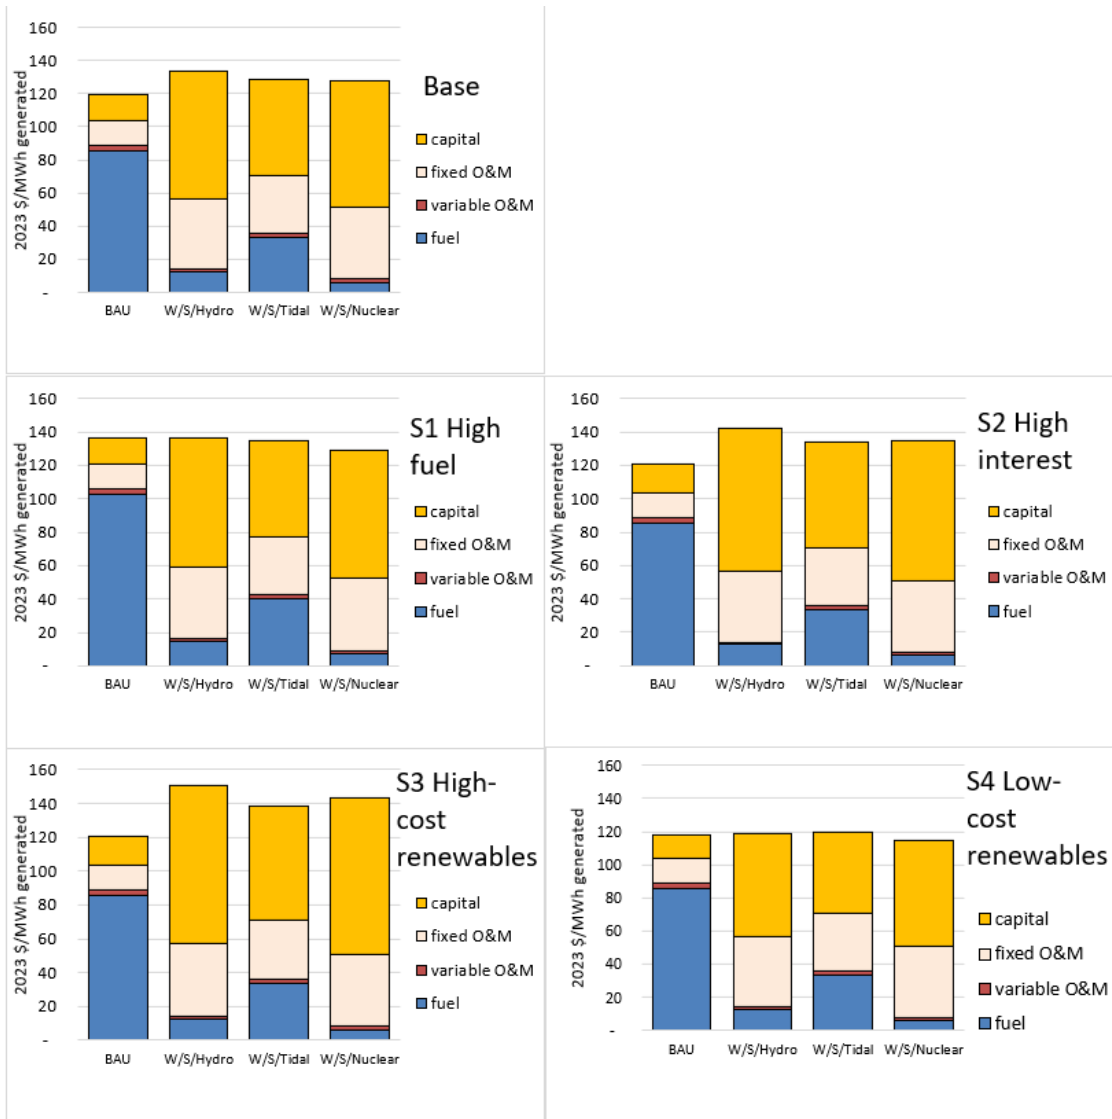 160
140
120
100
80
60
40
20
-
2023 $/MWh generated
BAU
W/S/Hydro
W/S/Tidal
W/S/Nuclear
Base
capital
fixed O&M
variable O&M
fuel
160
140
120
100
80
60
40
20
-
2023 $/MWh generated
BAU
W/S/Hydro
W/S/Tidal
W/S/Nuclear
S1 High
fuel
capital
fixed O&M
variable O&M
fuel
160
140
120
100
80
60
40
20
-
2023 $/MWh generated
BAU
W/S/Hydro
W/S/Tidal
W/S/Nuclear
S2 High
interest
capital
fixed O&M
variable O&M
fuel
160
140
120
100
80
60
40
20
-
2023 $/MWh generated
BAU
W/S/Hydro
W/S/Tidal
W/S/Nuclear
S3 High-
cost
renewables
capital
fixed O&M
variable O&M
fuel
160
140
120
100
80
60
40
20
-
2023 $/MWh generated
BAU
W/S/Hydro
W/S/Tidal
W/S/Nuclear
S4 Low-
cost
renewables
capital
fixed O&M
variable O&M
fuel